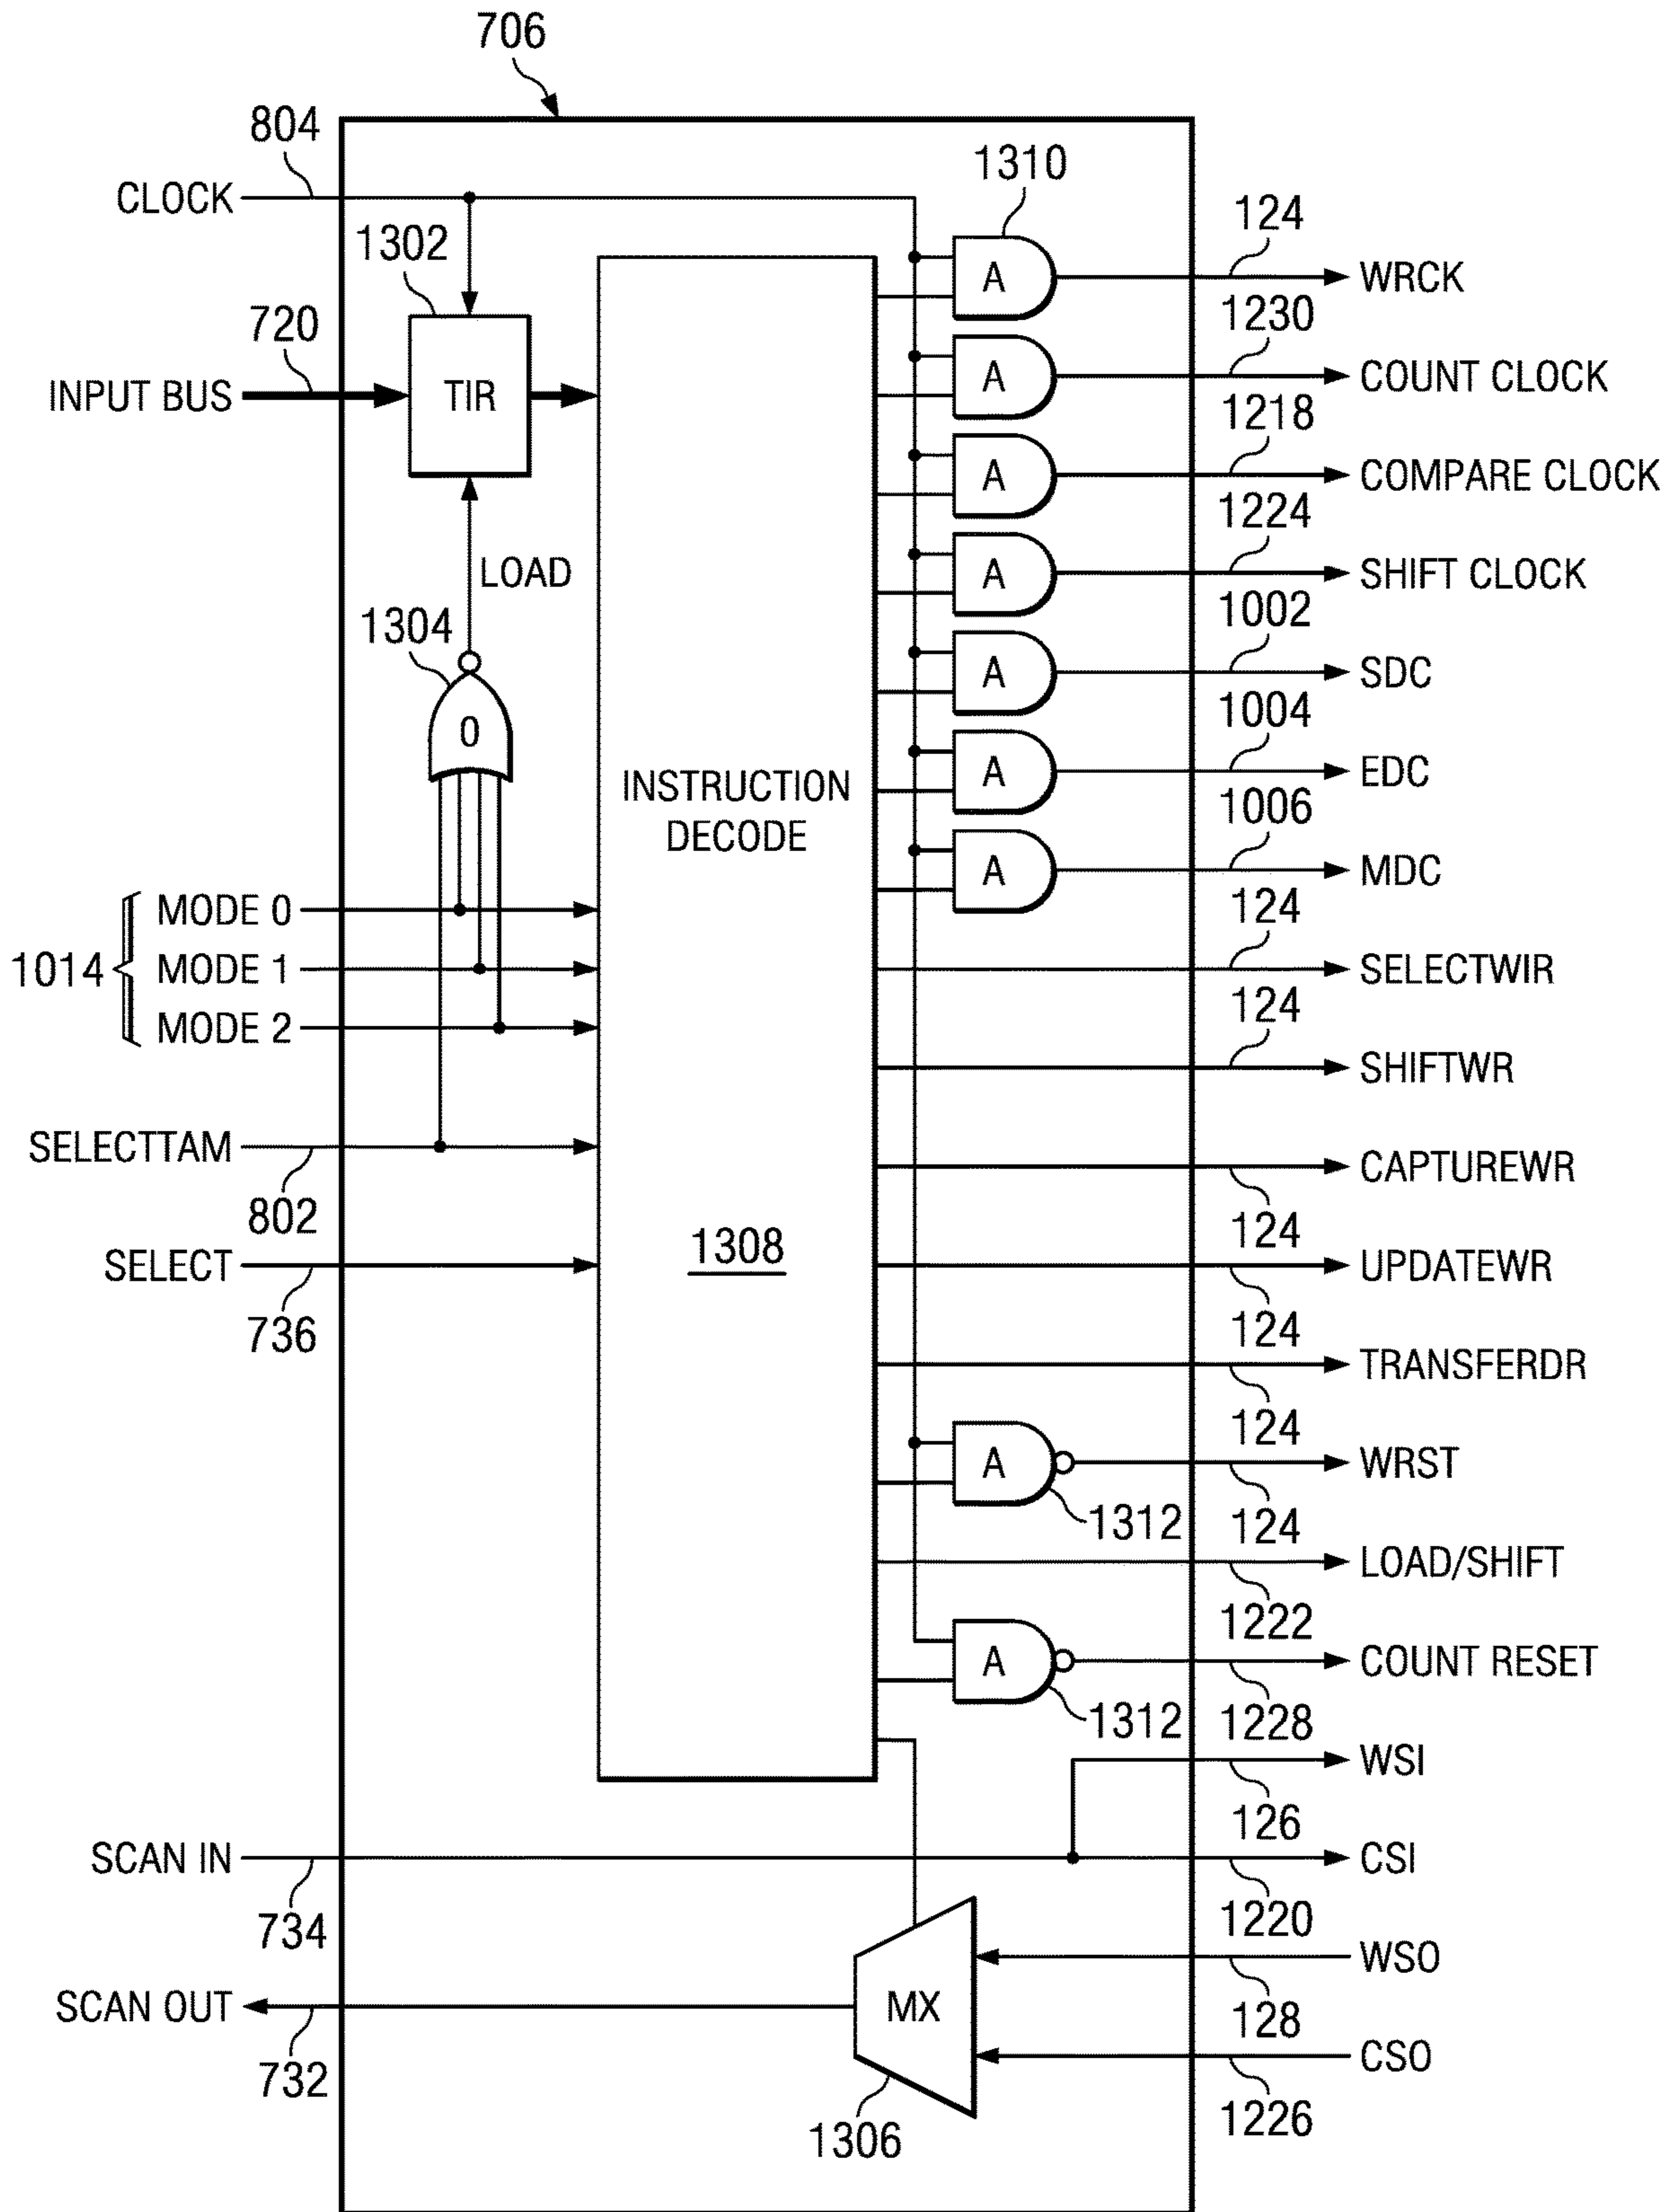 706
804
CLOCK
1310
1302
124
WRCK
720
1230
INPUT BUS
TIR
A
COUNT CLOCK
1218
A
COMPARE CLOCK
1224
A
LOAD
A
SHIFT CLOCK
1304
1002
A
SDC
0
1004
INSTRUCTION
DECODE
A
EDC
1006
A
MDC
MODE 0
124
1014
MODE 1
SELECTWIR
MODE 2
124
SHIFTWR
SELECTTAM
CAPTUREWR
802
124
1308
SELECT
UPDATEWR
736
124
TRANSFERDR
124
A
WRST
1312
124
LOAD/SHIFT
1222
A
COUNT RESET
1312
1228
WSI
126
SCAN IN
CSI
734
1220
WSO
SCAN OUT
MX
128
732
CSO
1306
1226